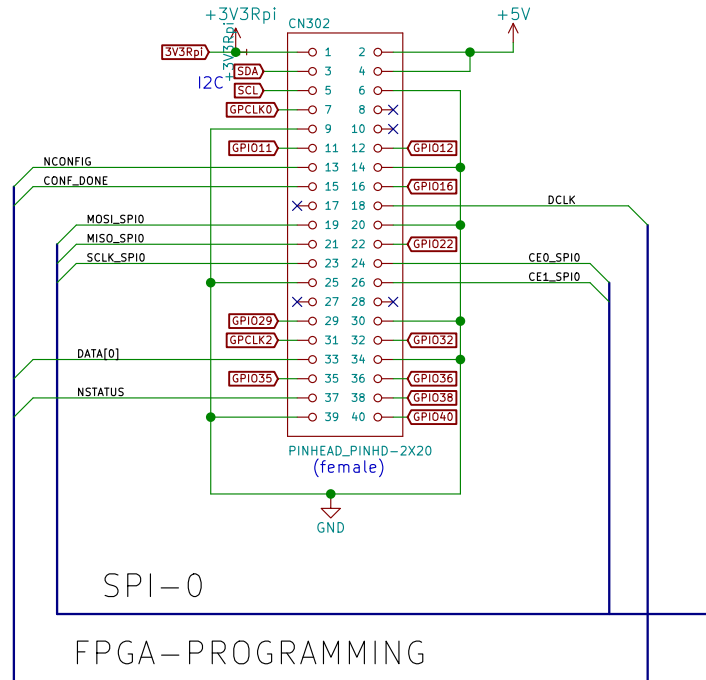 +3V3Rpi
+5V
CN302
+3V3Rpi
3V3Rpi 1 2
I2C
SDA 3 4
SCL 5 6
GPCLK0 7 8
9 10
GPIO11 11 12 GPIO12
NCONFIG 13 14
CONF_DONE 15 16 GPIO16
17 18 DCLK
MOSI_SPI0 19 20
MISO_SPI0 21 22 GPIO22
SCLK_SPI0 23 24 CE0_SPI0
25 26 CE1_SPI0
27 28
GPIO29 29 30
GPCLK2 31 32 GPIO32
DATA[0] 33 34
GPIO35 35 36 GPIO36
NSTATUS 37 38 GPIO38
39 40 GPIO40
PINHEAD_PINHD-2X20
(female)
GND
SPI-0
FPGA-PROGRAMMING